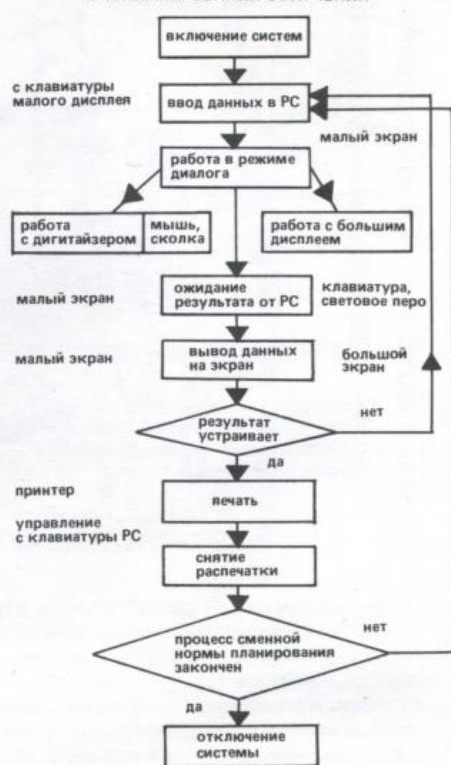 включение систем
с клавиатуры
малого дисплея
ввод данных в РС
малый экран
работа в режиме
диалога
работа
с дигитайзером
мышь,
сколка
работа с большим
дисплеем
малый экран
ожидание
результата от РС
клавиатура,
световое перо
малый экран
вывод данных
на экран
большой
экран
результат
устраивает
нет
да
принтер
печать
управление
с клавиатуры РС
снятие
распечатки
процесс сменной
нормы планирования
закончен
нет
да
отключение
системы